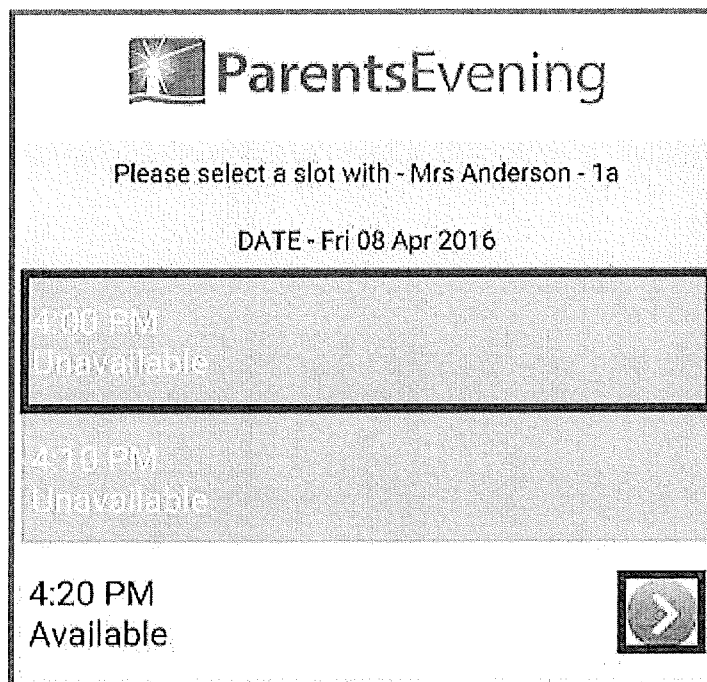 ParentsEvening
Please select a slot with - Mrs Anderson - 1a
DATE - Fri 08 Apr 2016
4:00 PM
Unavailable
4:10 PM
Unavailable
4:20 PM
Available